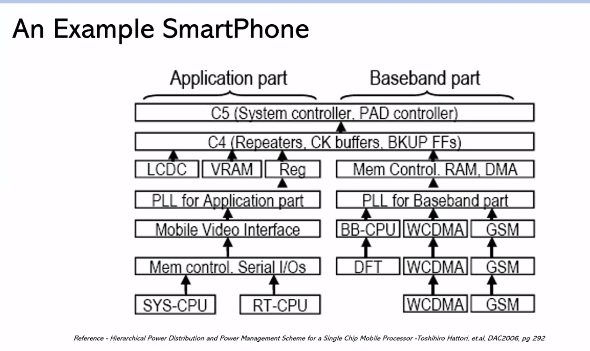 An Example SmartPhone
Application part Baseband part
C5 (System controller, PAD controller)
C4 (Repeaters, CK buffers, BKUP FFs)
LCDC VRAM Reg Mem Control. RAM, DMA
PLL for Application part PLL for Baseband part
Mobile Video Interface BB-CPU WCDMA GSM
Mem control. Serial I/Os DFT WCDMA GSM
SYS-CPU RT-CPU WCDMA GSM
Reference - Hierarchical Power Distribution and Power Management Scheme for a Single Chip Mobile Processor -Toshihiro Hattori, et.al, DAC2006, pg 292